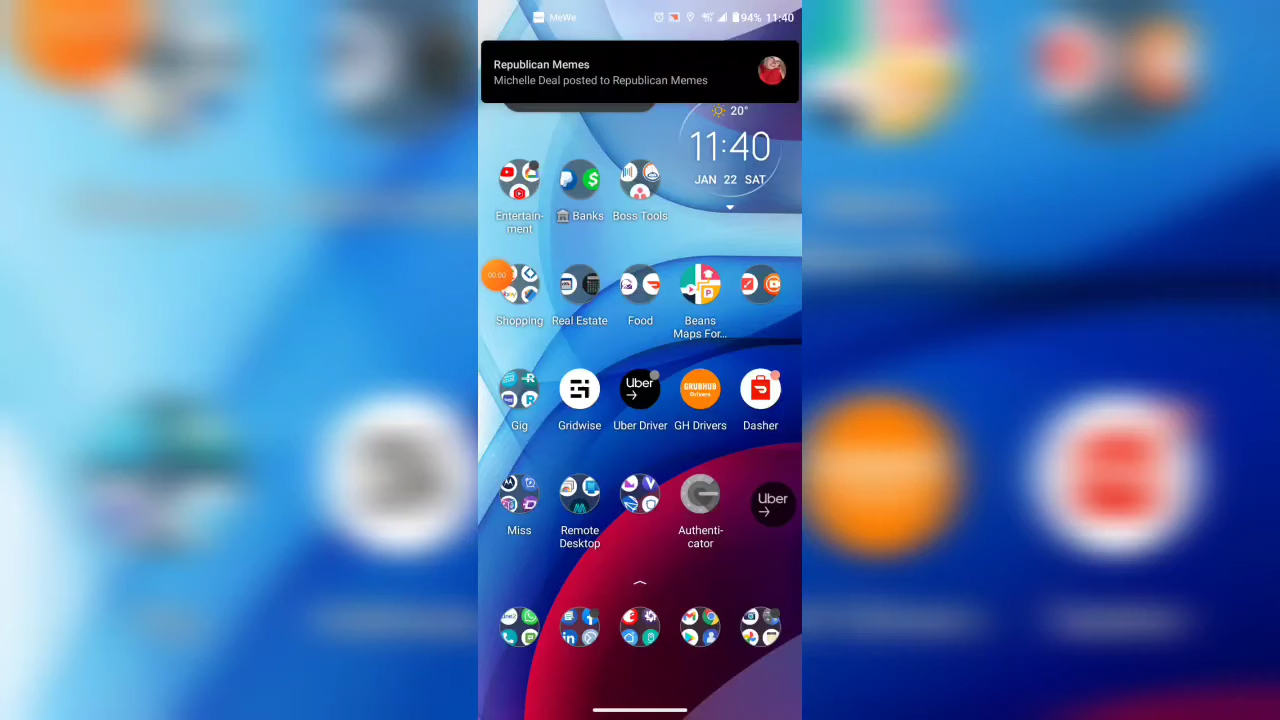 MeWe
94% 11:40
Republican Memes
Michelle Deal posted to Republican Memes
20°
11:40
JAN 22 SAT
Entertain-
ment
Banks
Boss Tools
00:00
Shopping
Real Estate
Food
Beans
Maps For...
Uber
GRUBHUB
Drivers
Gig
Gridwise
Uber Driver
GH Drivers
Dasher
Uber
Miss
Remote
Desktop
Authenti-
cator